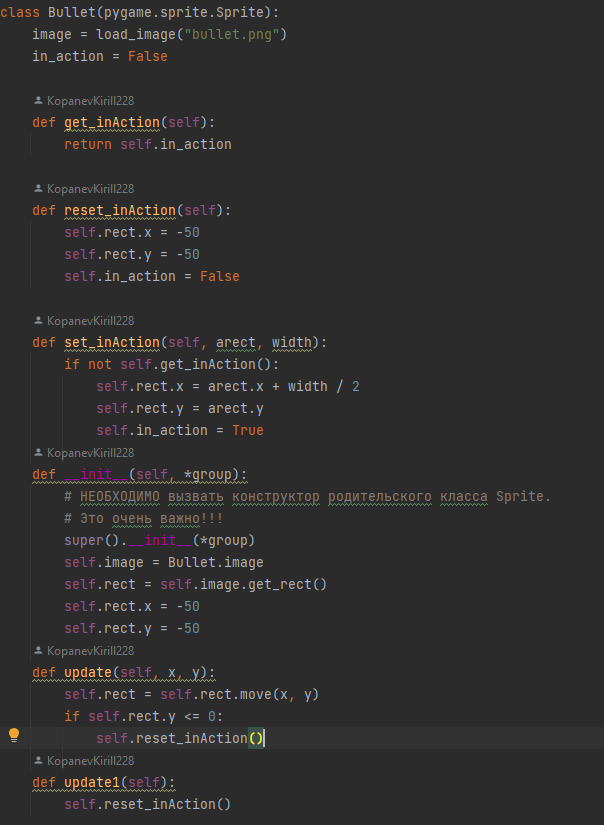 class Bullet(pygame.sprite.Sprite):
    image = load_image("bullet.png")
    in_action = False
    KopanevKirill228
    def get_inAction(self):
        return self.in_action
    KopanevKirill228
    def reset_inAction(self):
        self.rect.x = -50
        self.rect.y = -50
        self.in_action = False
    KopanevKirill228
    def set_inAction(self, arect, width):
        if not self.get_inAction():
            self.rect.x = arect.x + width / 2
            self.rect.y = arect.y
            self.in_action = True
    KopanevKirill228
    def __init__(self, *group):
        # НЕОБХОДИМО вызвать конструктор родительского класса Sprite.
        # Это очень важно!!!
        super().__init__(*group)
        self.image = Bullet.image
        self.rect = self.image.get_rect()
        self.rect.x = -50
        self.rect.y = -50
    KopanevKirill228
    def update(self, x, y):
        self.rect = self.rect.move(x, y)
        if self.rect.y <= 0:
            self.reset_inAction()
    KopanevKirill228
    def update1(self):
        self.reset_inAction()